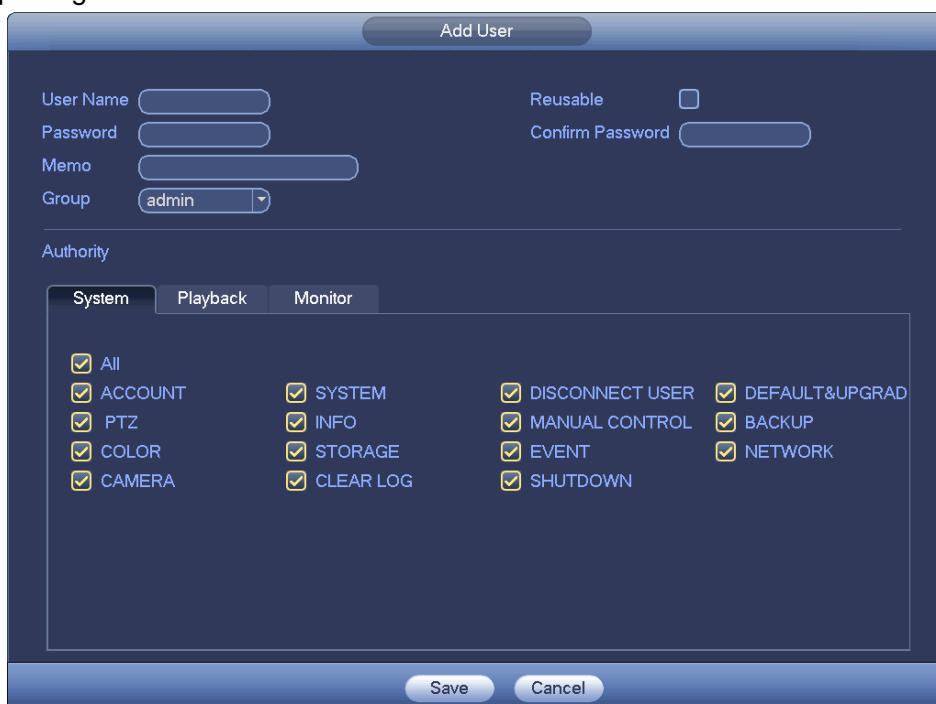 Add User
User Name Reusable
Password Confirm Password
Memo
Group admin
Authority
System Playback Monitor
All
ACCOUNT SYSTEM DISCONNECT USER DEFAULT&UPGRAD
PTZ INFO MANUAL CONTROL BACKUP
COLOR STORAGE EVENT NETWORK
CAMERA CLEAR LOG SHUTDOWN
Save Cancel